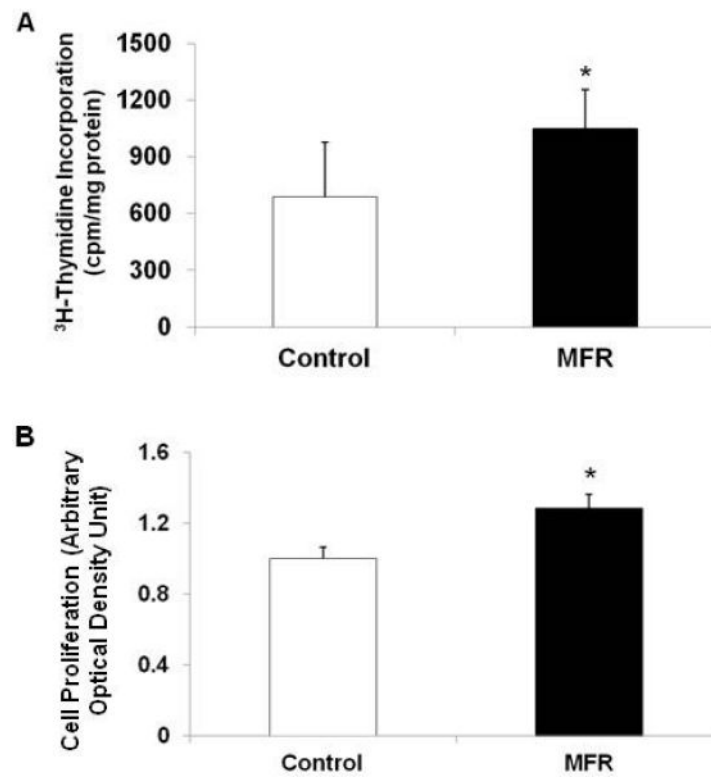 A
³H-Thymidine Incorporation
(cpm/mg protein)
1500
1200
900
600
300
0
*
Control
MFR
B
Cell Proliferation (Arbitrary
Optical Density Unit)
1.6
1.2
0.8
0.4
0
*
Control
MFR